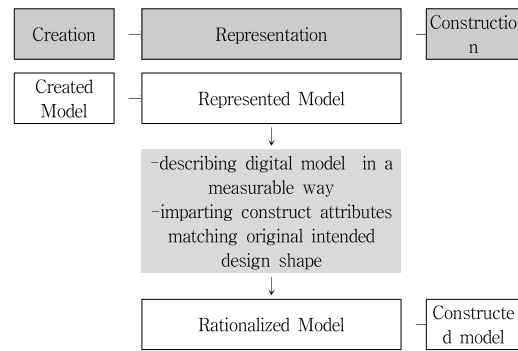 Creation
Representation
Constructio
n
Created
Model
Represented Model
-describing digital model in a
measurable way
-imparting construct attributes
matching original intended
design shape
Rationalized Model
Constructe
d model